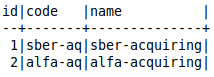 id|code   |name          |
--+-------+--------------+
 1|sber-aq|sber-acquiring|
 2|alfa-aq|alfa-acquiring|